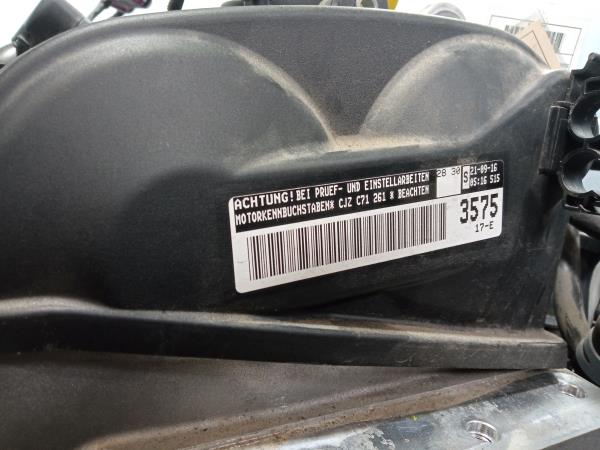 ACHTUNG! BEI PRUEF- UND EINSTELLARBEITEN
MOTORKENNBUCHSTABEN* CJZ C71 261 * BEACHTEN
28 30
S
21-09-16
05:16 515
3575
17-E